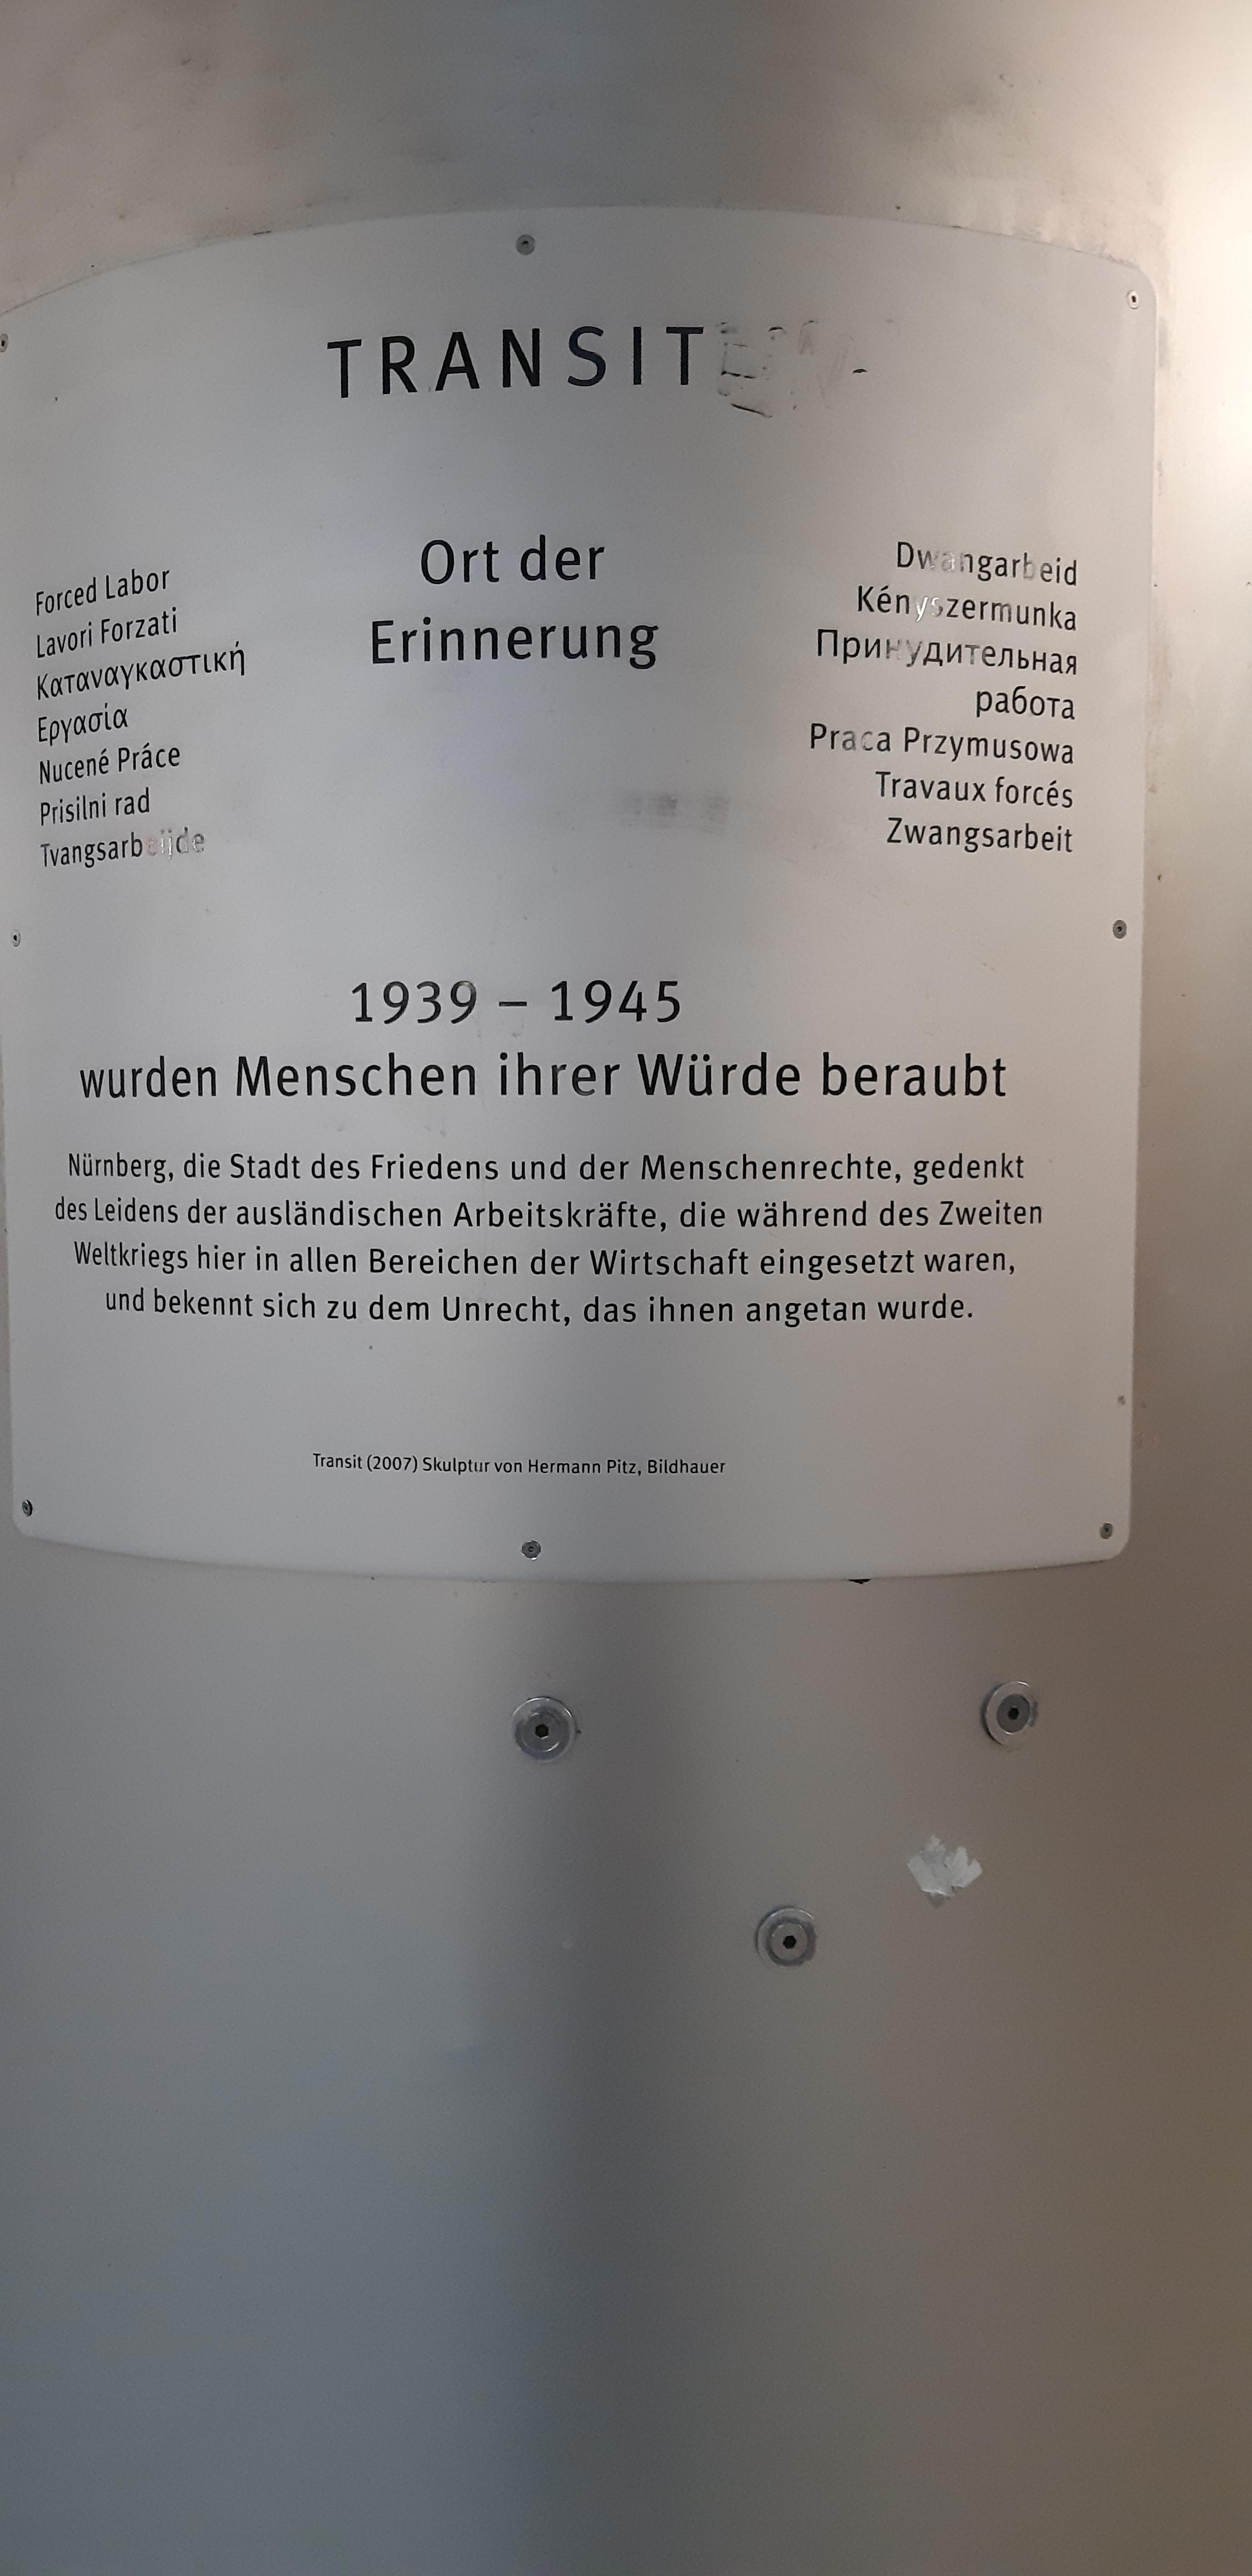 TRANSIT
Ort der
Erinnerung
Forced Labor
Lavori Forzati
Καταναγκαστική
Εργασία
Nucené Práce
Prisilni rad
Tvangsarbeijde
Dwangarbeid
Kényszermunka
Принудительная
работа
Praca Przymusowa
Travaux forcés
Zwangsarbeit
1939 – 1945
wurden Menschen ihrer Würde beraubt
Nürnberg, die Stadt des Friedens und der Menschenrechte, gedenkt
des Leidens der ausländischen Arbeitskräfte, die während des Zweiten
Weltkriegs hier in allen Bereichen der Wirtschaft eingesetzt waren,
und bekennt sich zu dem Unrecht, das ihnen angetan wurde.
Transit (2007) Skulptur von Hermann Pitz, Bildhauer